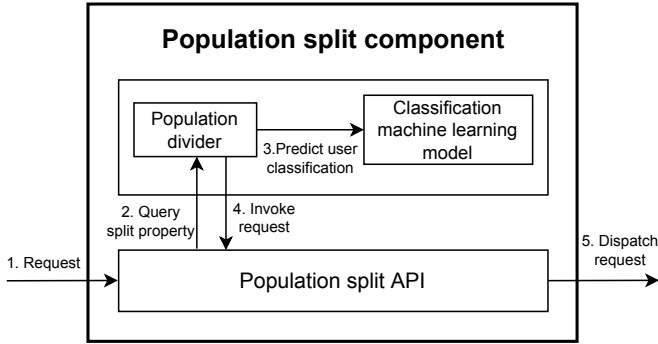 Population split component
Population
divider
Classification
machine learning
model
3.Predict user
classification
2. Query
split property
4. Invoke
request
1. Request
Population split API
5. Dispatch
request